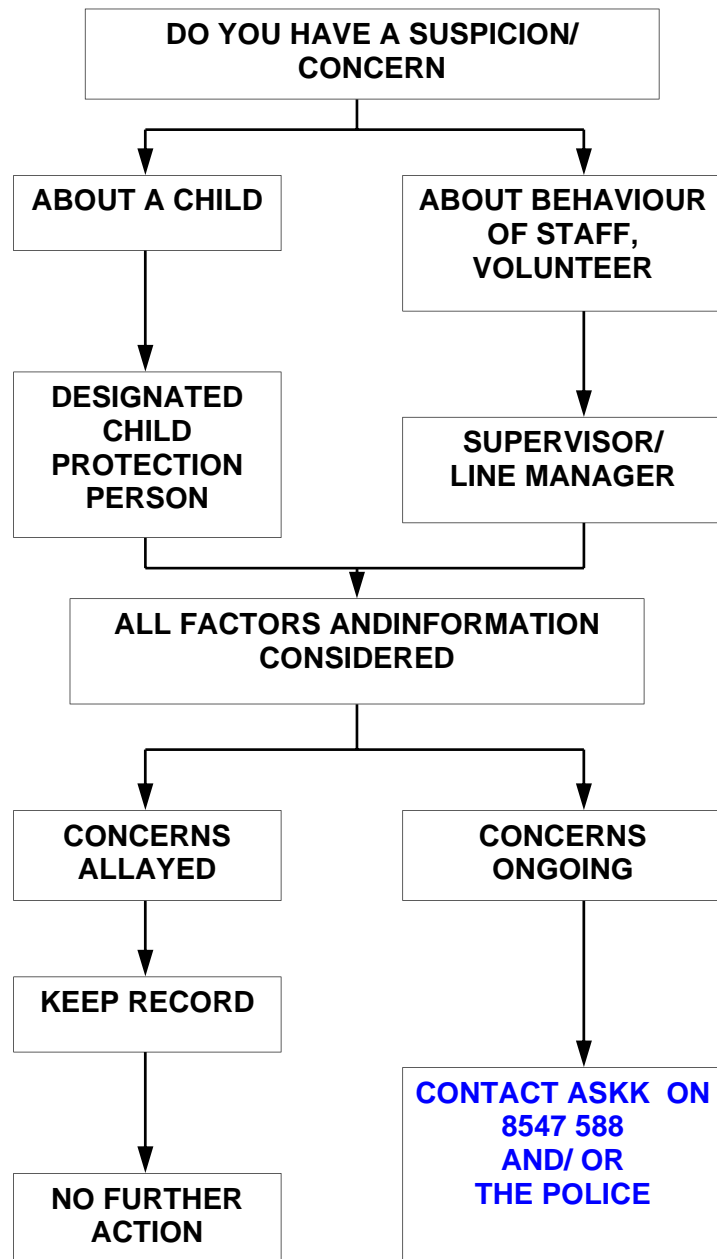 DO YOU HAVE A SUSPICION/
CONCERN
ABOUT A CHILD
ABOUT BEHAVIOUR
OF STAFF,
VOLUNTEER
DESIGNATED
CHILD
PROTECTION
PERSON
SUPERVISOR/
LINE MANAGER
ALL FACTORS ANDINFORMATION
CONSIDERED
CONCERNS
ALLAYED
CONCERNS
ONGOING
KEEP RECORD
CONTACT ASKK  ON
8547 588
AND/ OR
THE POLICE
NO FURTHER
ACTION